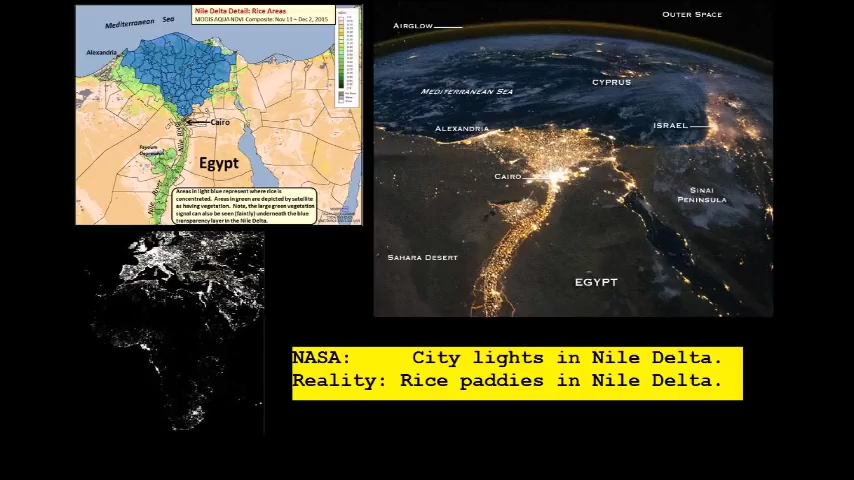 Nile Delta Detail: Rice Areas
MODIS AQUA NDVI Composite: Nov 13 – Dec 2, 2015
Mediterranean Sea
Alexandria
Cairo
Nile River
Fayoum
Depression
Egypt
Areas in light blue represent where rice is
concentrated. Areas in green are depicted by satellite
as having vegetation. Note, the large green vegetation
signal can also be seen (faintly) underneath the blue
transparency layer in the Nile Delta.
AIRGLOW
OUTER SPACE
CYPRUS
MEDITERRANEAN SEA
ALEXANDRIA
ISRAEL
CAIRO
SINAI
PENINSULA
SAHARA DESERT
EGYPT
NASA: City lights in Nile Delta.
Reality: Rice paddies in Nile Delta.